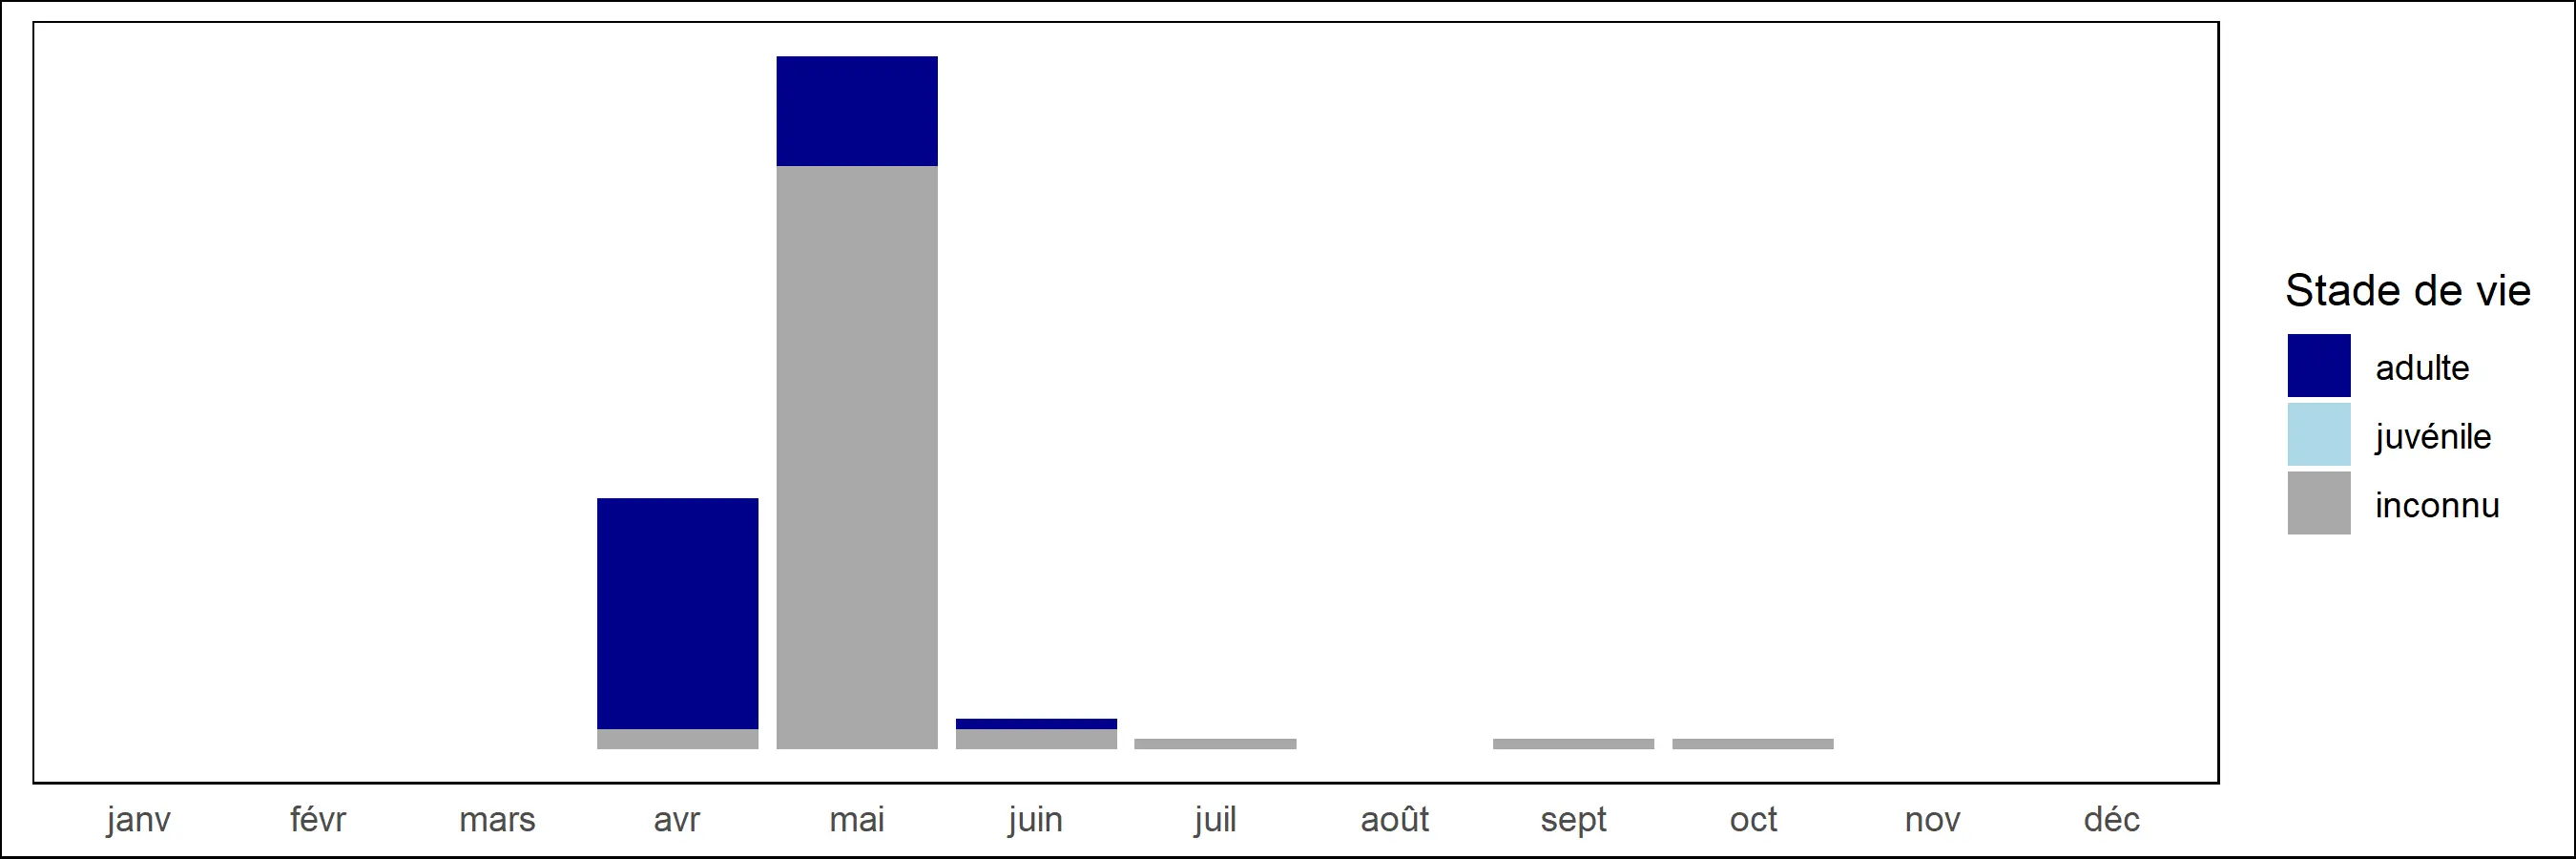 Stade de vie
adulte
juvénile
inconnu
janv févr mars avr mai juin juil août sept oct nov déc